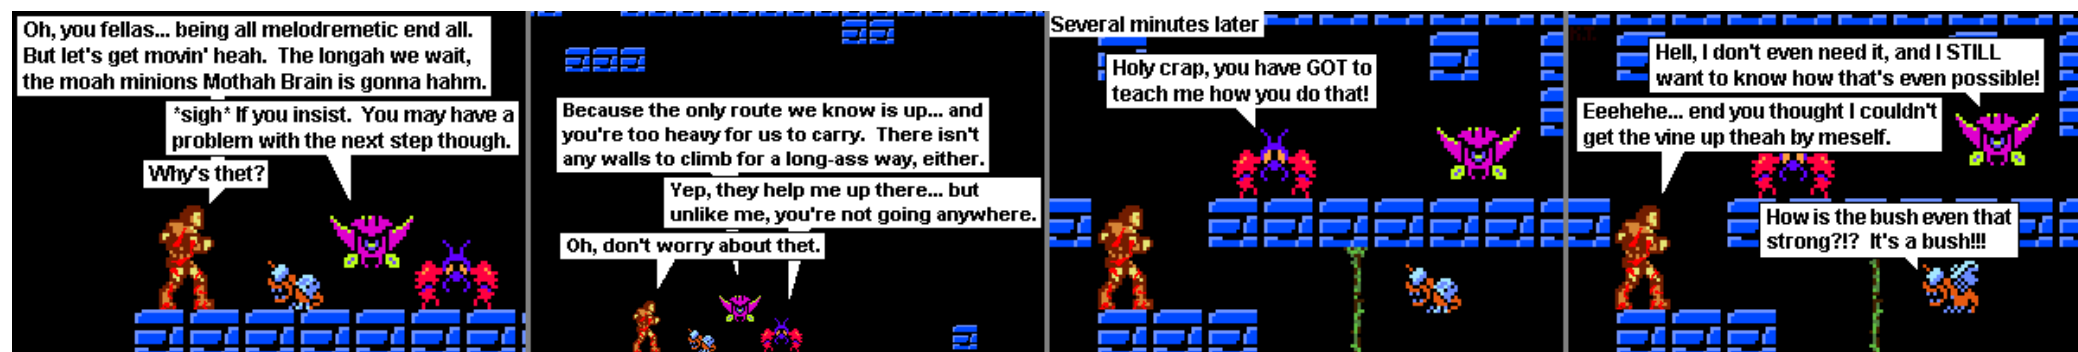 Oh, you fellas... being all melodremetic end all.
But let's get movin' heah. The longah we wait,
the moah minions Mothah Brain is gonna hahm.
*sigh* If you insist. You may have a
problem with the next step though.
Why's thet?
Because the only route we know is up... and
you're too heavy for us to carry. There isn't
any walls to climb for a long-ass way, either.
Yep, they help me up there... but
unlike me, you're not going anywhere.
Oh, don't worry about thet.
Several minutes later
Holy crap, you have GOT to
teach me how you do that!
Hell, I don't even need it, and I STILL
want to know how that's even possible!
Eeehehe... end you thought I couldn't
get the vine up theah by meself.
How is the bush even that
strong?!? It's a bush!!!